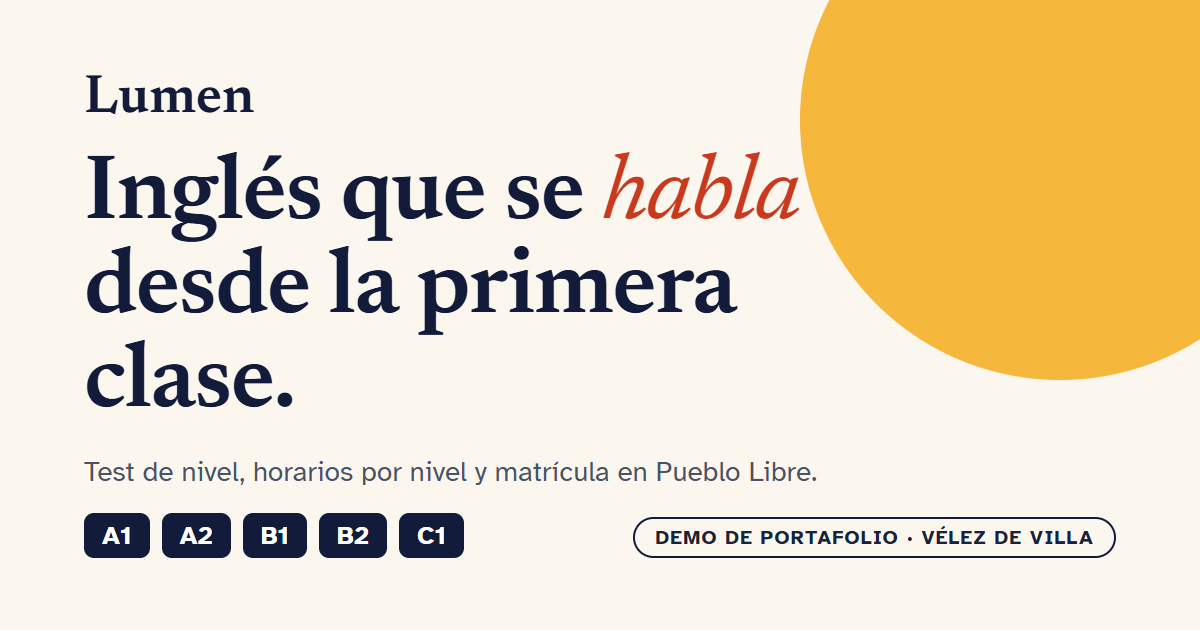 Lumen
Inglés que se habla
desde la primera
clase.
Test de nivel, horarios por nivel y matrícula en Pueblo Libre.
A1 A2 B1 B2 C1
DEMO DE PORTAFOLIO · VÉLEZ DE VILLA